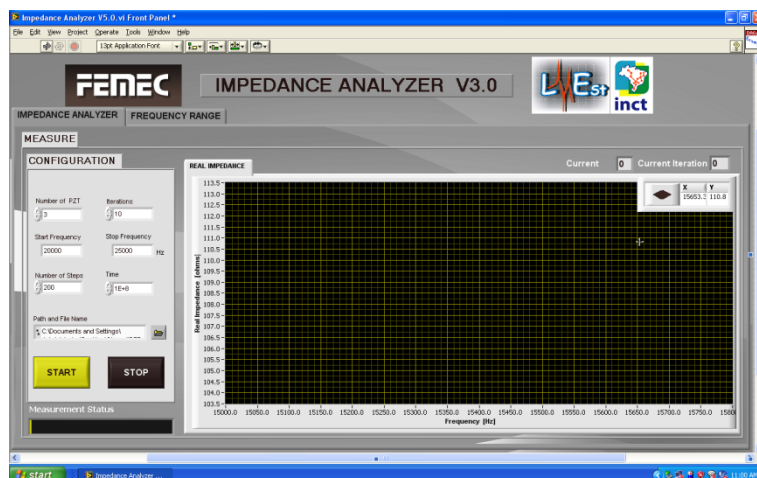 Impedance Analyzer V5.0.vi Front Panel *
File Edit View Project Operate Tools Window Help
13pt Application Font
FEMEC
IMPEDANCE ANALYZER V3.0
LMEst
inct
IMPEDANCE ANALYZER FREQUENCY RANGE
MEASURE
CONFIGURATION
REAL IMPEDANCE
Current 0 Current Iteration 0
X Y
15653.3 110.8
Number of PZT Iterations
3 10
Start Frequency Stop Frequency
20000 25000 Hz
Number of Steps Time
200 1E+8
Path and File Name
C:\Documents and Settings\
START STOP
Measurement Status
Real Impedance [ohms]
113.5
113.0
112.5
112.0
111.5
111.0
110.5
110.0
109.5
109.0
108.5
108.0
107.5
107.0
106.5
106.0
105.5
105.0
104.5
104.0
103.5
15000.0 15050.0 15100.0 15150.0 15200.0 15250.0 15300.0 15350.0 15400.0 15450.0 15500.0 15550.0 15600.0 15650.0 15700.0 15750.0 1580
Frequency [Hz]
start Impedance Analyzer ... 11:00 AM